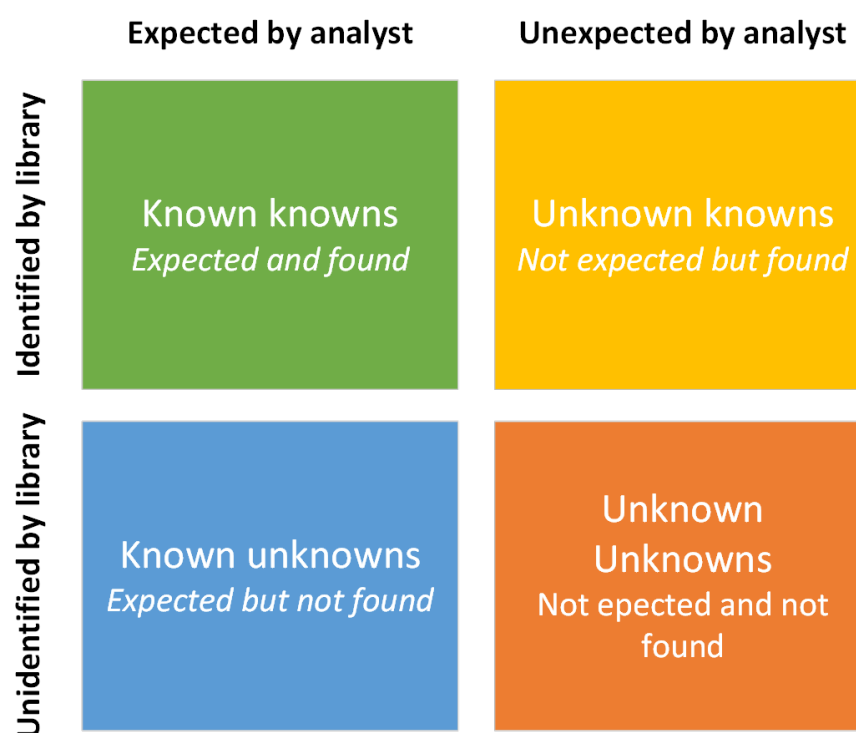 Expected by analyst
Unexpected by analyst
Identified by library
Known knowns
Expected and found
Unknown knowns
Not expected but found
Unidentified by library
Known unknowns
Expected but not found
Unknown
Unknowns
Not epected and not
found